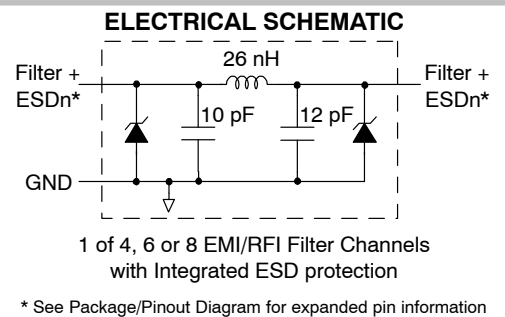 ELECTRICAL SCHEMATIC
26 nH
Filter +
ESDn*
Filter +
ESDn*
10 pF
12 pF
GND
1 of 4, 6 or 8 EMI/RFI Filter Channels
with Integrated ESD protection
* See Package/Pinout Diagram for expanded pin information